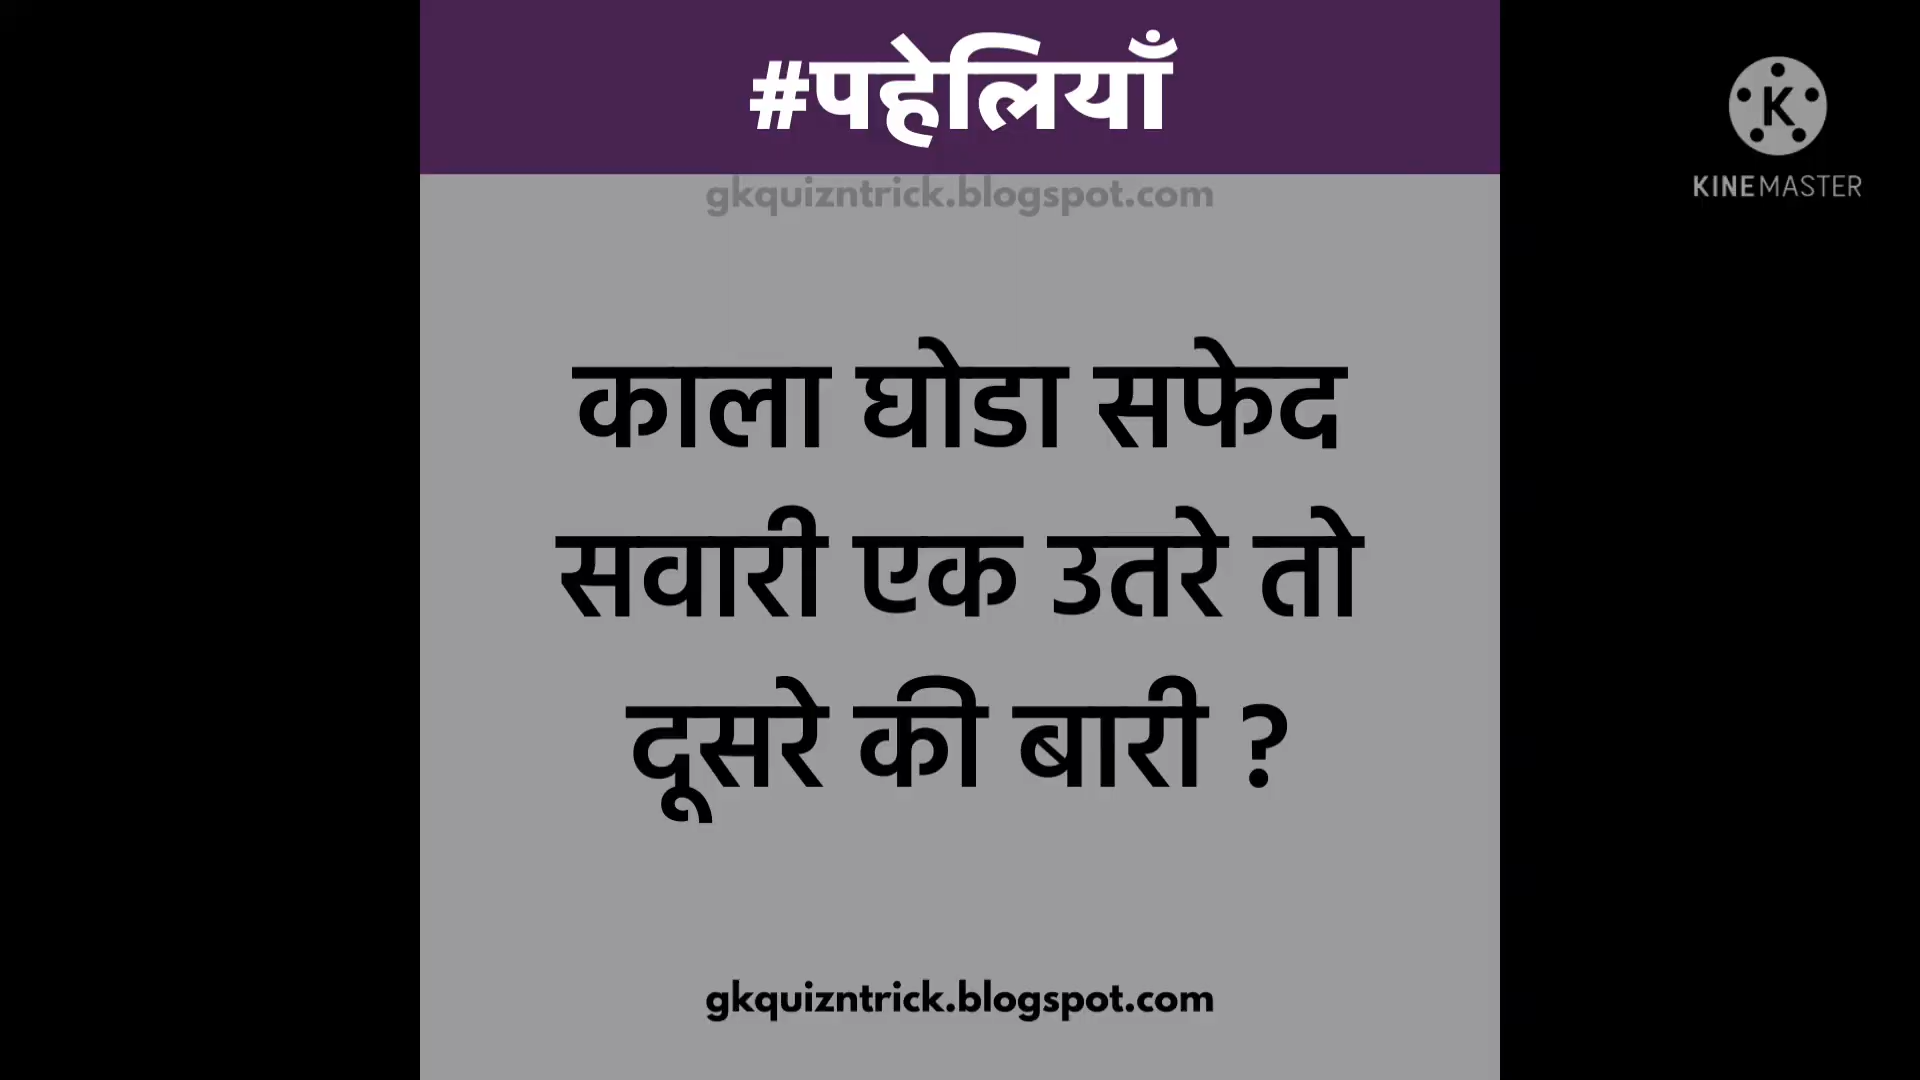 #पहेलियाँ
KINEMASTER
gkquizntrick.blogspot.com
काला घोडा सफेद
सवारी एक उतरे तो
दूसरे की बारी ?
gkquizntrick.blogspot.com